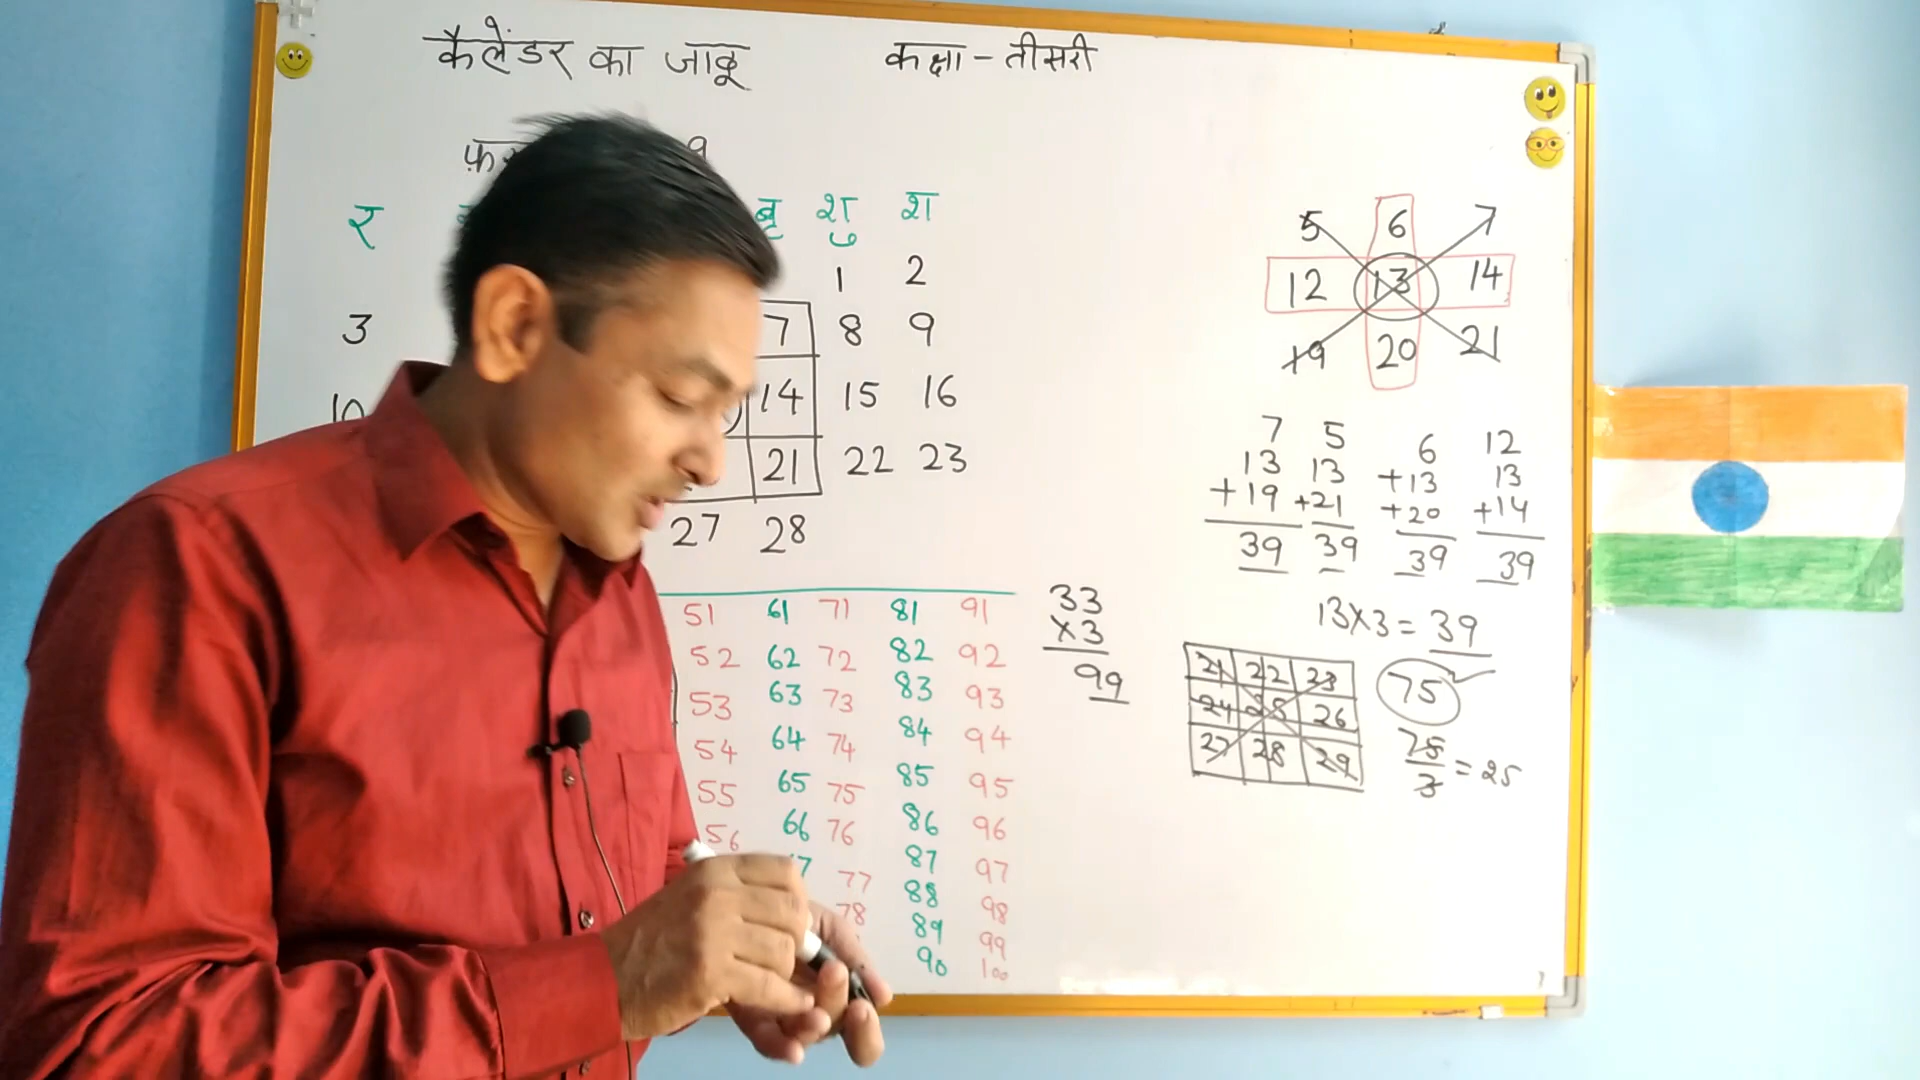 कैलेंडर का जादू कक्षा - तीसरी
9
र बृ शु श
1 2
3 7 8 9
10 14 15 16
21 22 23
27 28
51 61 71 81 91
52 62 72 82 92
53 63 73 83 93
54 64 74 84 94
55 65 75 85 95
56 66 76 86 96
77 87 97
78 88 98
89 99
90 100
33
×3
99
5 6 7
12 13 14
19 20 21
7 5 6 12
13 13 +13 13
+19 +21 +20 +14
39 39 39 39
13×3 = 39
21 22 23
24 25 26
27 28 29
75
75
3 = 25